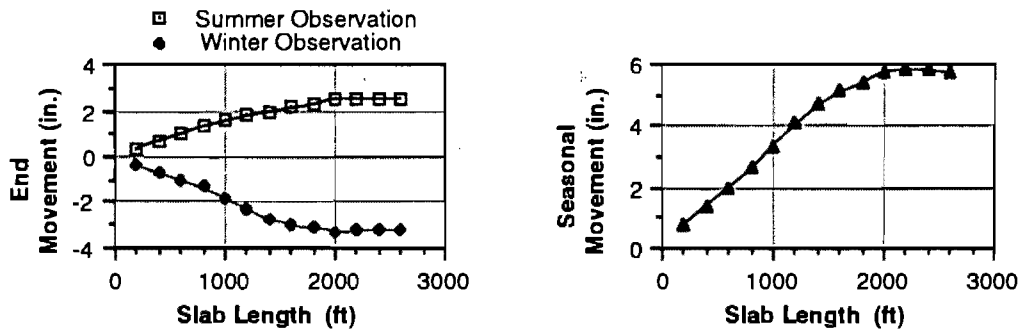 Summer Observation
Winter Observation
End
Movement (in.)
4
2
0
-2
-4
0 1000 2000 3000
Slab Length (ft)
Seasonal
Movement (in.)
6
4
2
0
0 1000 2000 3000
Slab Length (ft)